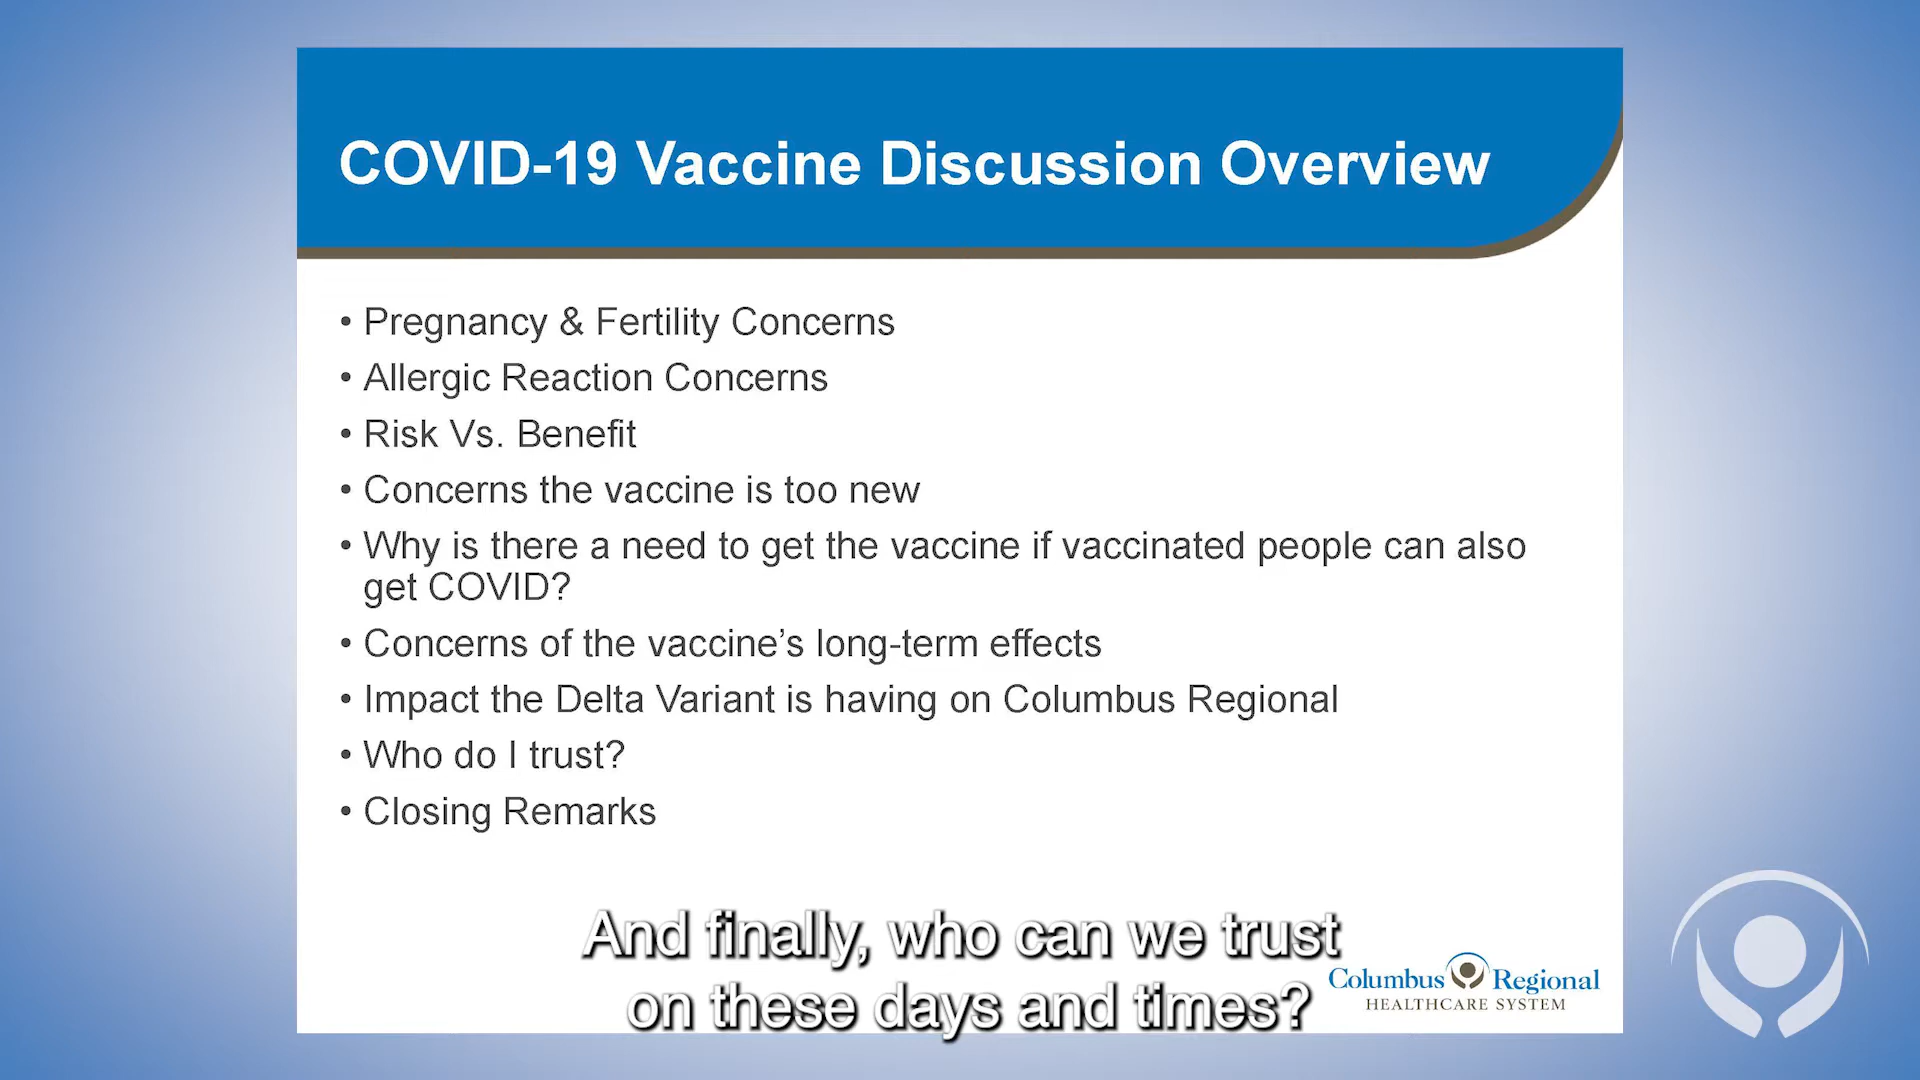 COVID-19 Vaccine Discussion Overview
• Pregnancy & Fertility Concerns
• Allergic Reaction Concerns
• Risk Vs. Benefit
• Concerns the vaccine is too new
• Why is there a need to get the vaccine if vaccinated people can also
get COVID?
• Concerns of the vaccine’s long-term effects
• Impact the Delta Variant is having on Columbus Regional
• Who do I trust?
• Closing Remarks
And finally, who can we trust
on these days and times?
Columbus Regional
HEALTHCARE SYSTEM